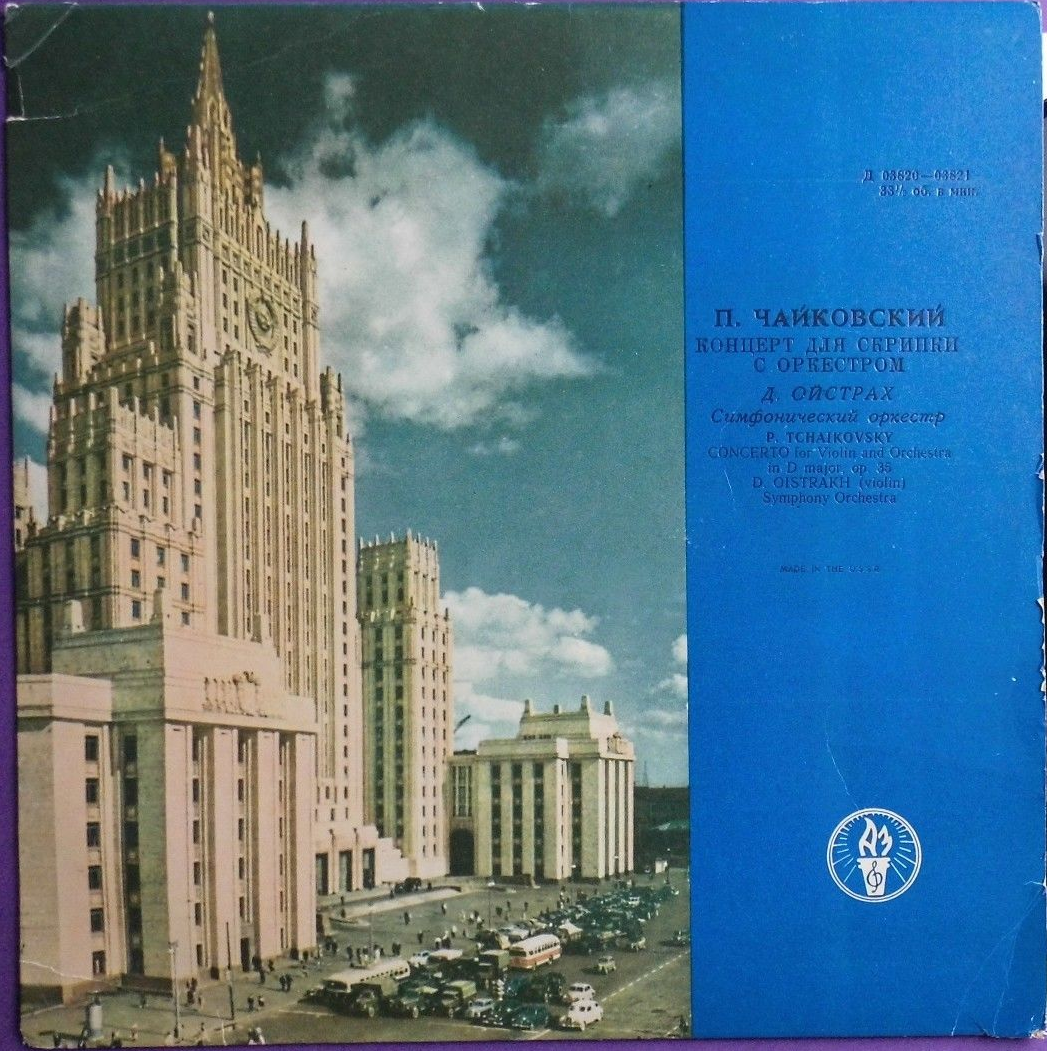 Д 03820—03821
33⅓ об. в мин.
П. ЧАЙКОВСКИЙ
КОНЦЕРТ ДЛЯ СКРИПКИ
С ОРКЕСТРОМ
Д. ОЙСТРАХ
Симфонический оркестр
P. TCHAIKOVSKY
CONCERTO for Violin and Orchestra
in D major, op. 35
D. OISTRAKH (violin)
Symphony Orchestra
MADE IN THE U.S.S.R.
АЗ